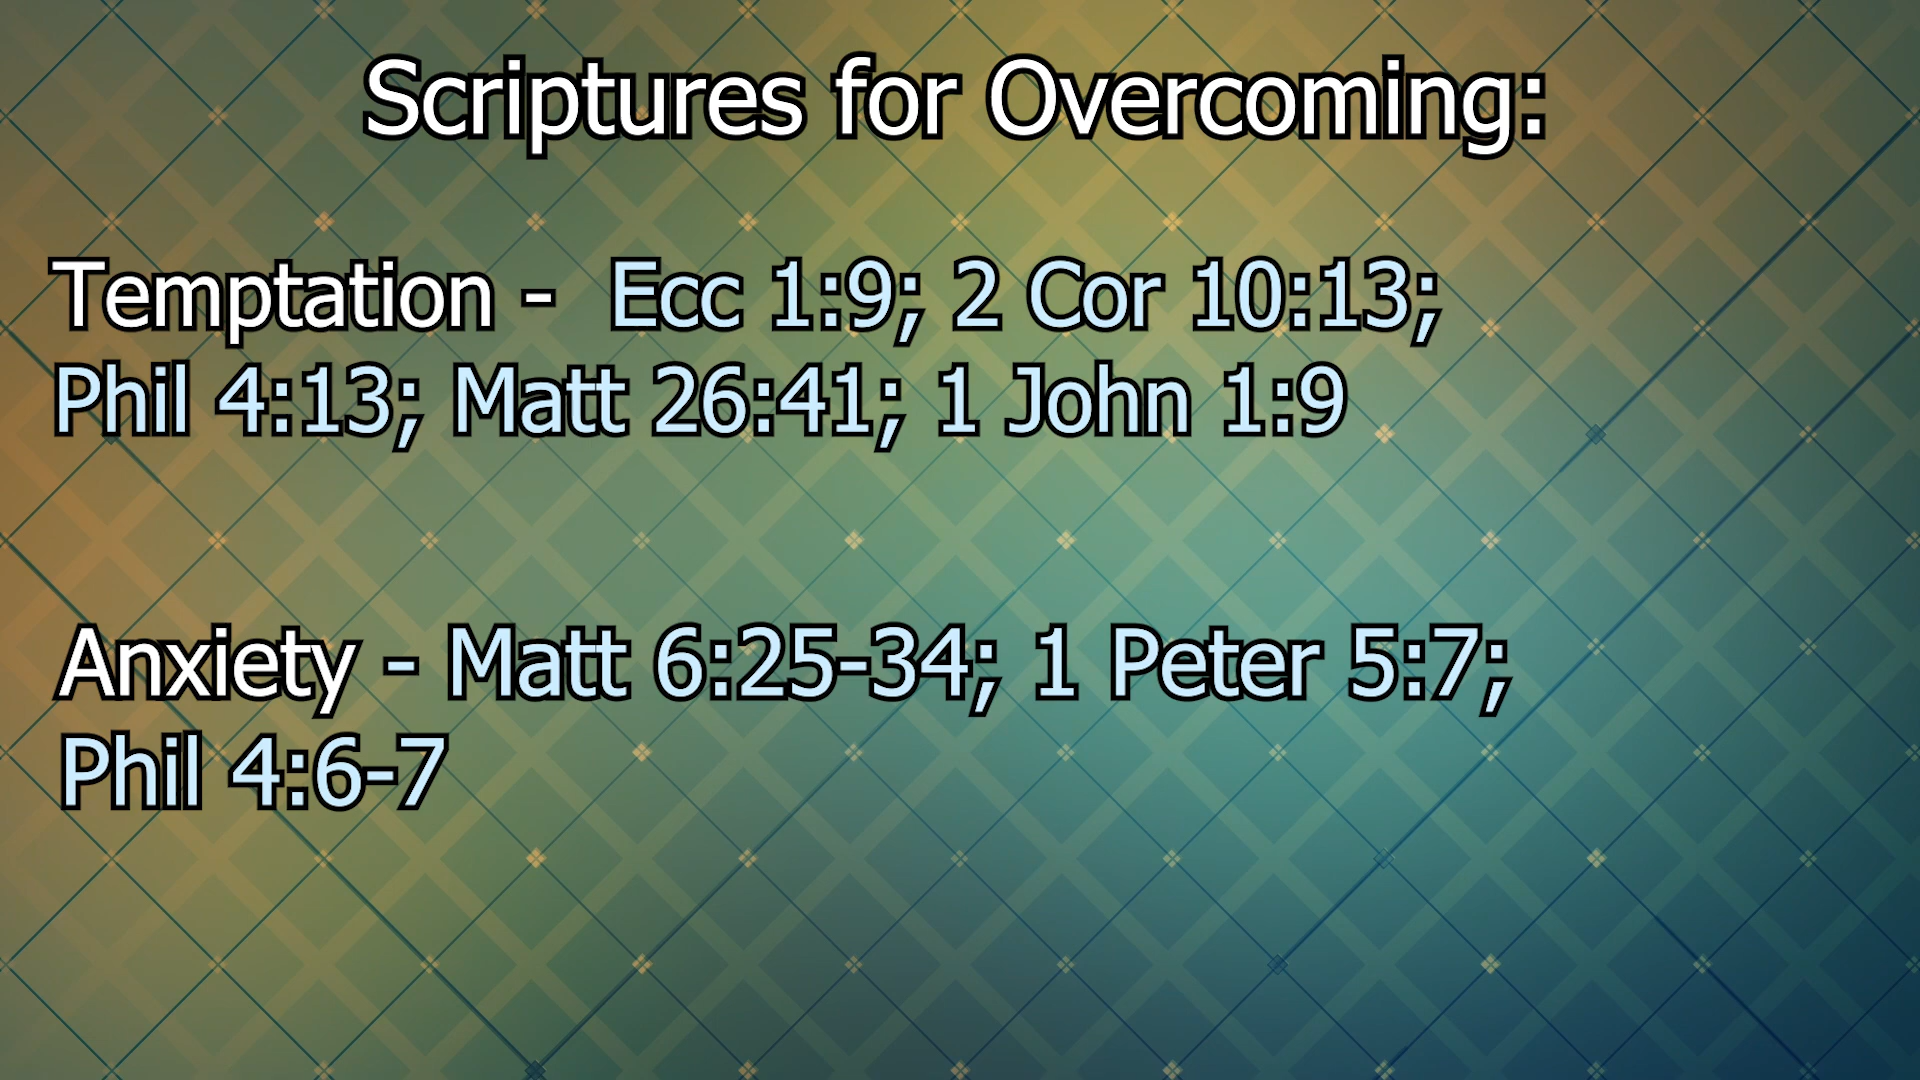 Scriptures for Overcoming:
Temptation - Ecc 1:9; 2 Cor 10:13;
Phil 4:13; Matt 26:41; 1 John 1:9
Anxiety - Matt 6:25-34; 1 Peter 5:7;
Phil 4:6-7